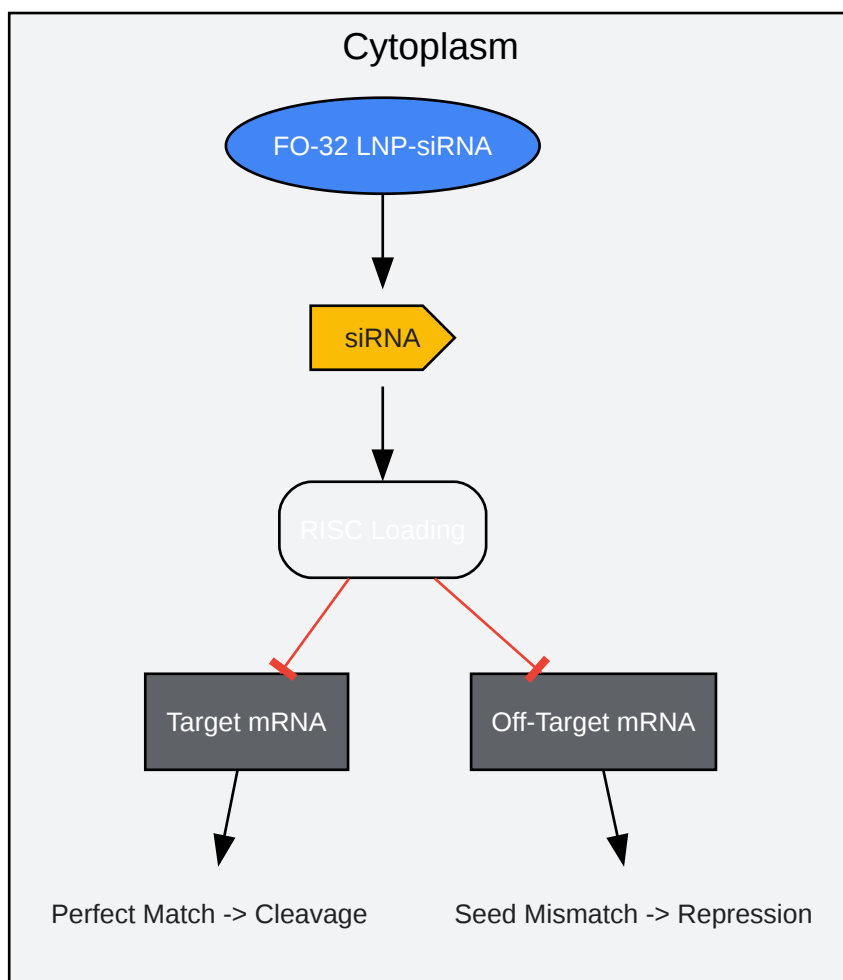 Cytoplasm
FO-32 LNP-siRNA
siRNA
RISC Loading
Target mRNA
Off-Target mRNA
Perfect Match -> Cleavage
Seed Mismatch -> Repression